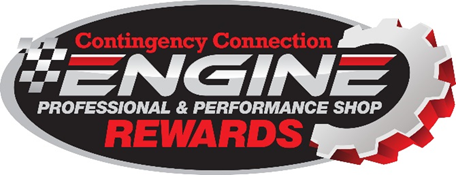 Contingency Connection
ENGINE
PROFESSIONAL & PERFORMANCE SHOP
REWARDS